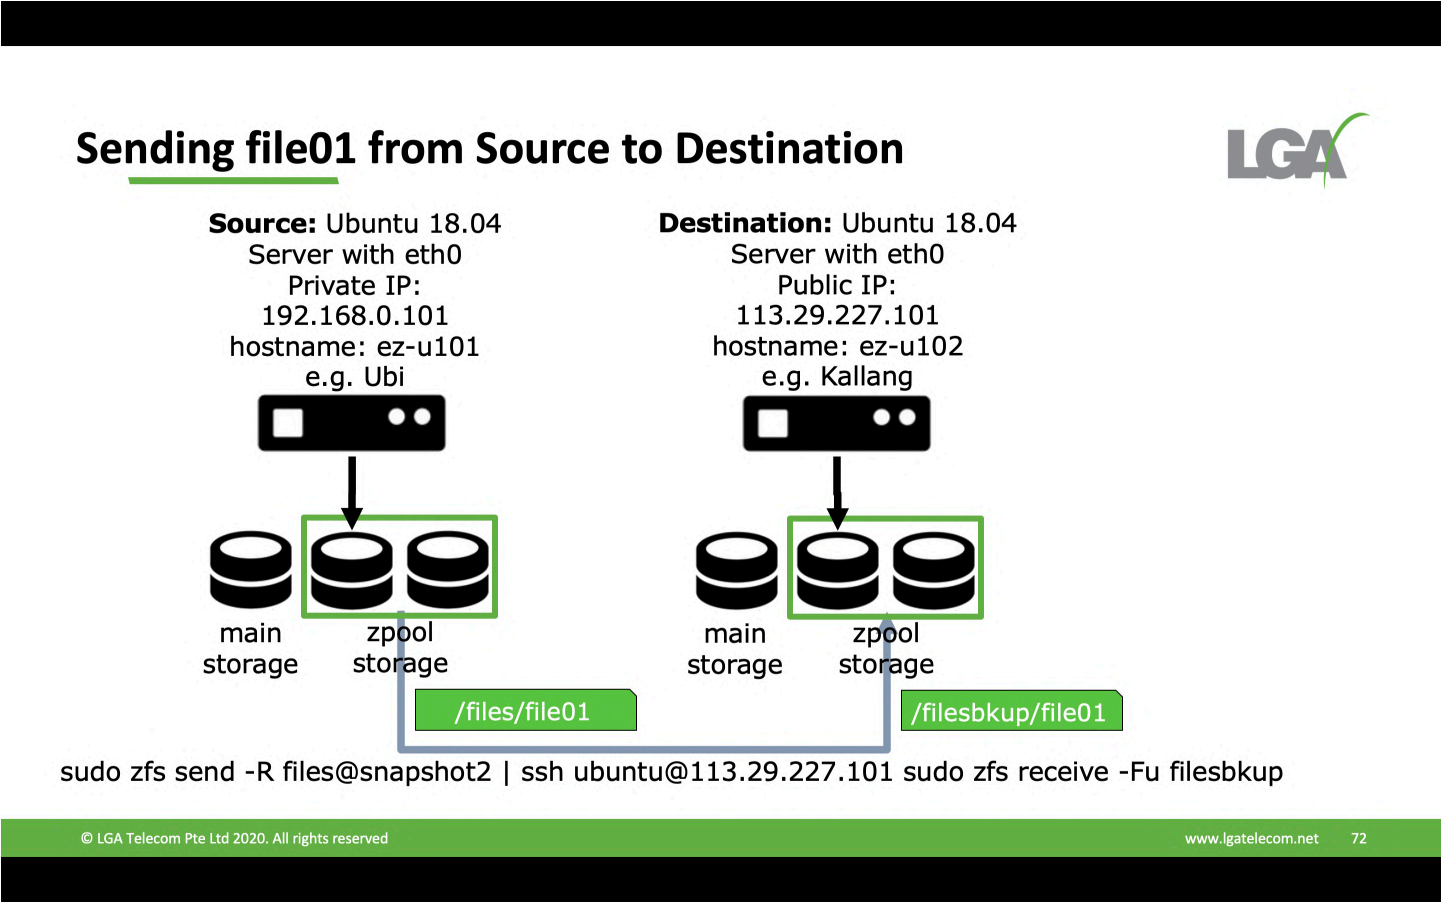 Sending file01 from Source to Destination
LGA
Source: Ubuntu 18.04
Server with eth0
Private IP:
192.168.0.101
hostname: ez-u101
e.g. Ubi
Destination: Ubuntu 18.04
Server with eth0
Public IP:
113.29.227.101
hostname: ez-u102
e.g. Kallang
main
storage
zpool
storage
main
storage
zpool
storage
/files/file01
/filesbkup/file01
sudo zfs send -R files@snapshot2 | ssh ubuntu@113.29.227.101 sudo zfs receive -Fu filesbkup
© LGA Telecom Pte Ltd 2020. All rights reserved
www.lgatelecom.net
72